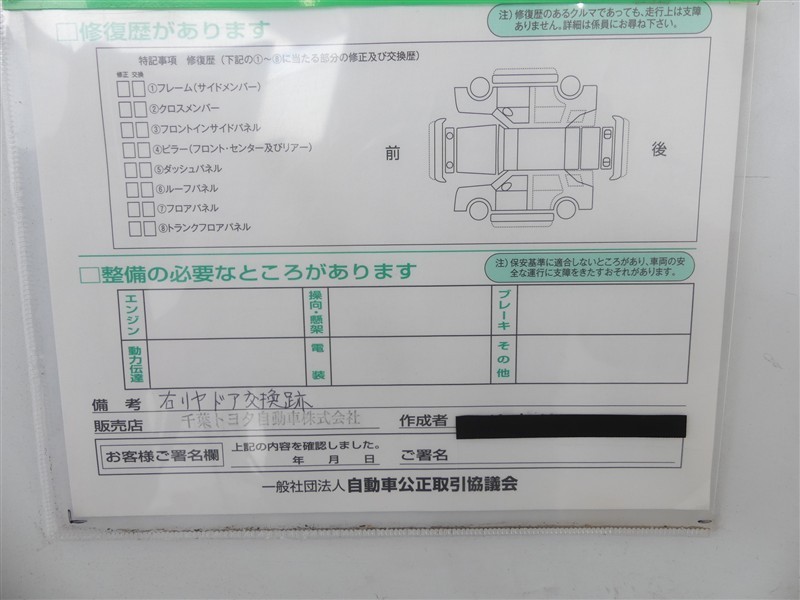 □修復歴があります
注）修復歴のあるクルマであっても、走行上は支障
ありません。詳細は係員にお尋ね下さい。
特記事項 修復歴（下記の①～⑧に当たる部分の修正及び交換歴）
修正 交換
□□①フレーム（サイドメンバー）
□□②クロスメンバー
□□③フロントインサイドパネル
□□④ピラー（フロント・センター及びリアー）
□□⑤ダッシュパネル
□□⑥ルーフパネル
□□⑦フロアパネル
□□⑧トランクフロアパネル
前
後
□整備の必要なところがあります
注）保安基準に適合しないところがあり、車両の安
全な運行に支障をきたすおそれがあります。
エンジン
操向・懸架
ブレーキ
動力伝達
電装
その他
備考 右リヤドア交換跡
販売店 千葉トヨタ自動車株式会社 作成者
お客様ご署名欄
上記の内容を確認しました。
年 月 日 ご署名
一般社団法人 自動車公正取引協議会